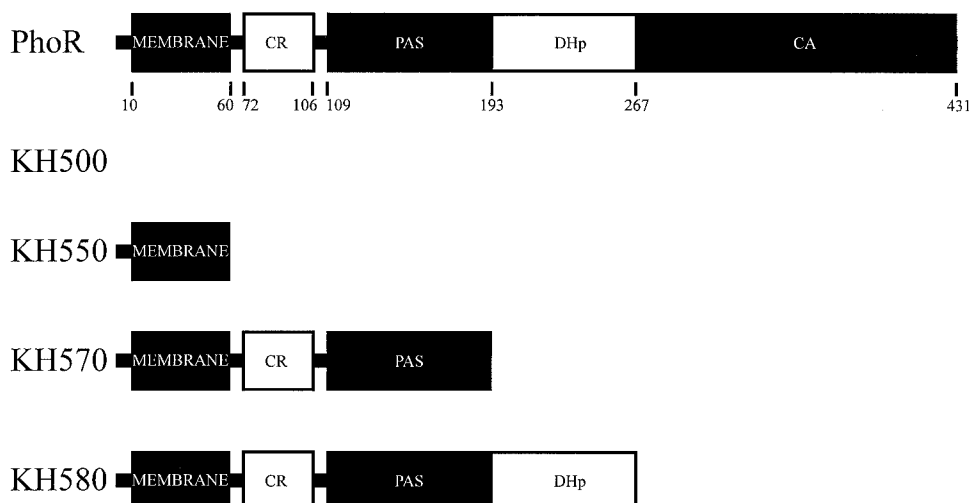 PhoR MEMBRANE CR PAS DHp CA
10 60 72 106 109 193 267 431
KH500
KH550 MEMBRANE
KH570 MEMBRANE CR PAS
KH580 MEMBRANE CR PAS DHp